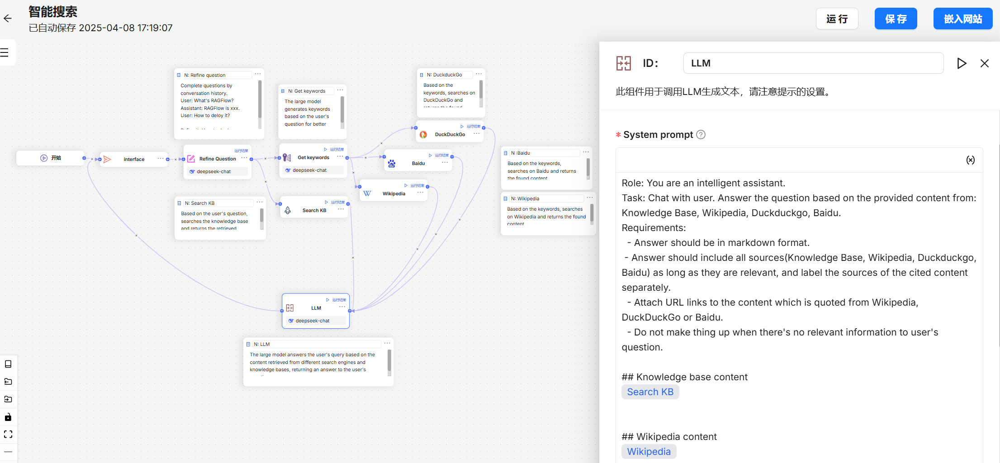 智能搜索
已自动保存 2025-04-08 17:19:07
运 行
保 存
嵌入网站
N: Refine question
Complete questions by
conversation history.
User: What's RAGFlow?
Assistant: RAGFlow is xxx.
User: How to deloy it?
N: Get keywords
The large model
generates keywords
based on the user's
question for better
N: DuckduckGo
Based on the
keywords, searches on
DuckDuckGo and
returns the found
运行结果
DuckDuckGo
开始
interface
运行结果
Refine Question
deepseek-chat
运行结果
Get keywords
deepseek-chat
运行结果
Baidu
N :Baidu
Based on the keywords,
searches on Baidu and returns
the found content.
运行结果
Wikipedia
N: Search KB
Based on the user's question,
searches the knowledge base
and returns the retrieved
运行结果
Search KB
N: Wikipedia
Based on the keywords, searches
on Wikipedia and returns the found
content.
运行结果
LLM
deepseek-chat
N: LLM
The large model answers the user's query based on the
content retrieved from different search engines and
knowledge bases, returning an answer to the user's
ID：
LLM
此组件用于调用LLM生成文本，请注意提示的设置。
* System prompt
Role: You are an intelligent assistant.
Task: Chat with user. Answer the question based on the provided content from:
Knowledge Base, Wikipedia, Duckduckgo, Baidu.
Requirements:
- Answer should be in markdown format.
- Answer should include all sources(Knowledge Base, Wikipedia, Duckduckgo,
Baidu) as long as they are relevant, and label the sources of the cited content
separately.
- Attach URL links to the content which is quoted from Wikipedia,
DuckDuckGo or Baidu.
- Do not make thing up when there's no relevant information to user's
question.
## Knowledge base content
Search KB
## Wikipedia content
Wikipedia